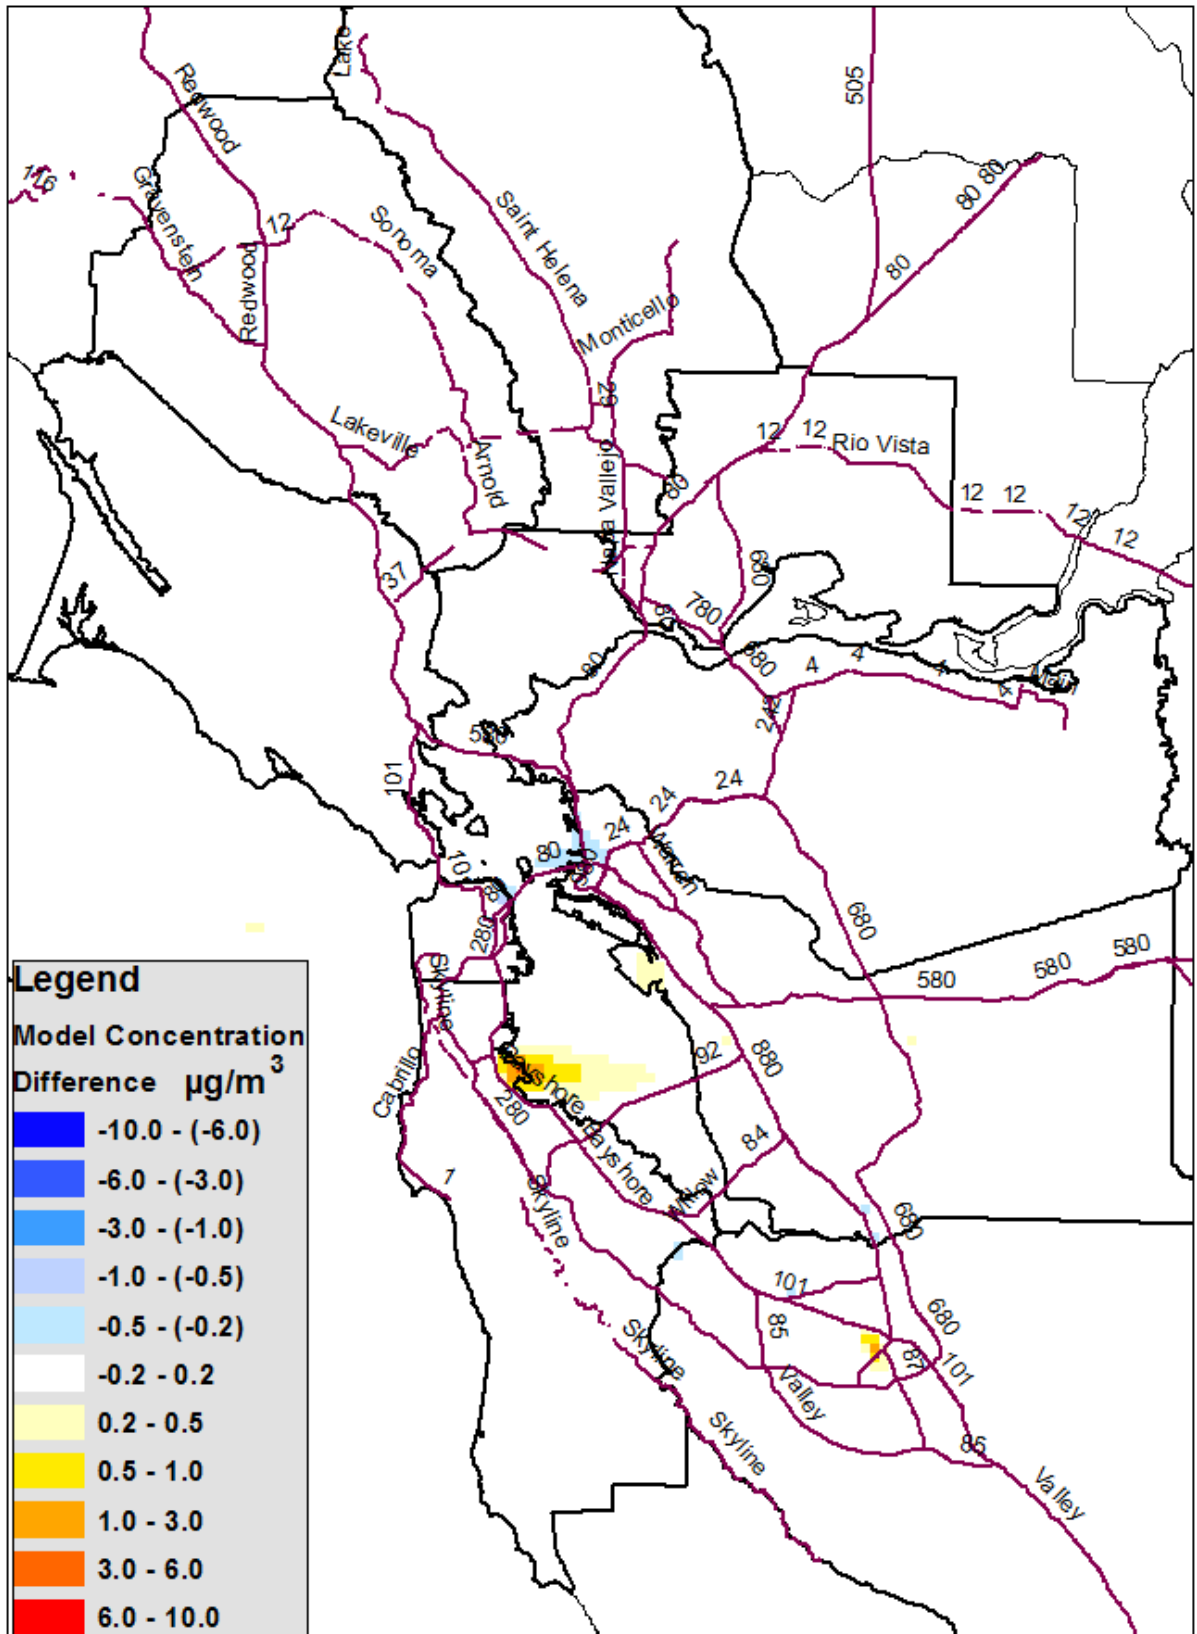 Redwood
Lake
505
116
Gravenstein
12
Redwood
Sonoma
Saint Helena
Monticello
29
80
80
80
Lakeville
Arnold
Napa Vallejo
80
12
12
Rio Vista
12
12
12
12
37
680
780
80
680
4
4
4
4
Main
242
80
580
101
24
24
24
Warren
80
80
101
280
Skyline
680
580
580
580
Cabrillo
Bayshore
92
880
280
Bayshore
84
Willow
1
Skyline
680
101
85
680
87
101
Skyline
Valley
Skyline
85
Valley
Legend
Model Concentration
Difference µg/m³
-10.0 - (-6.0)
-6.0 - (-3.0)
-3.0 - (-1.0)
-1.0 - (-0.5)
-0.5 - (-0.2)
-0.2 - 0.2
0.2 - 0.5
0.5 - 1.0
1.0 - 3.0
3.0 - 6.0
6.0 - 10.0